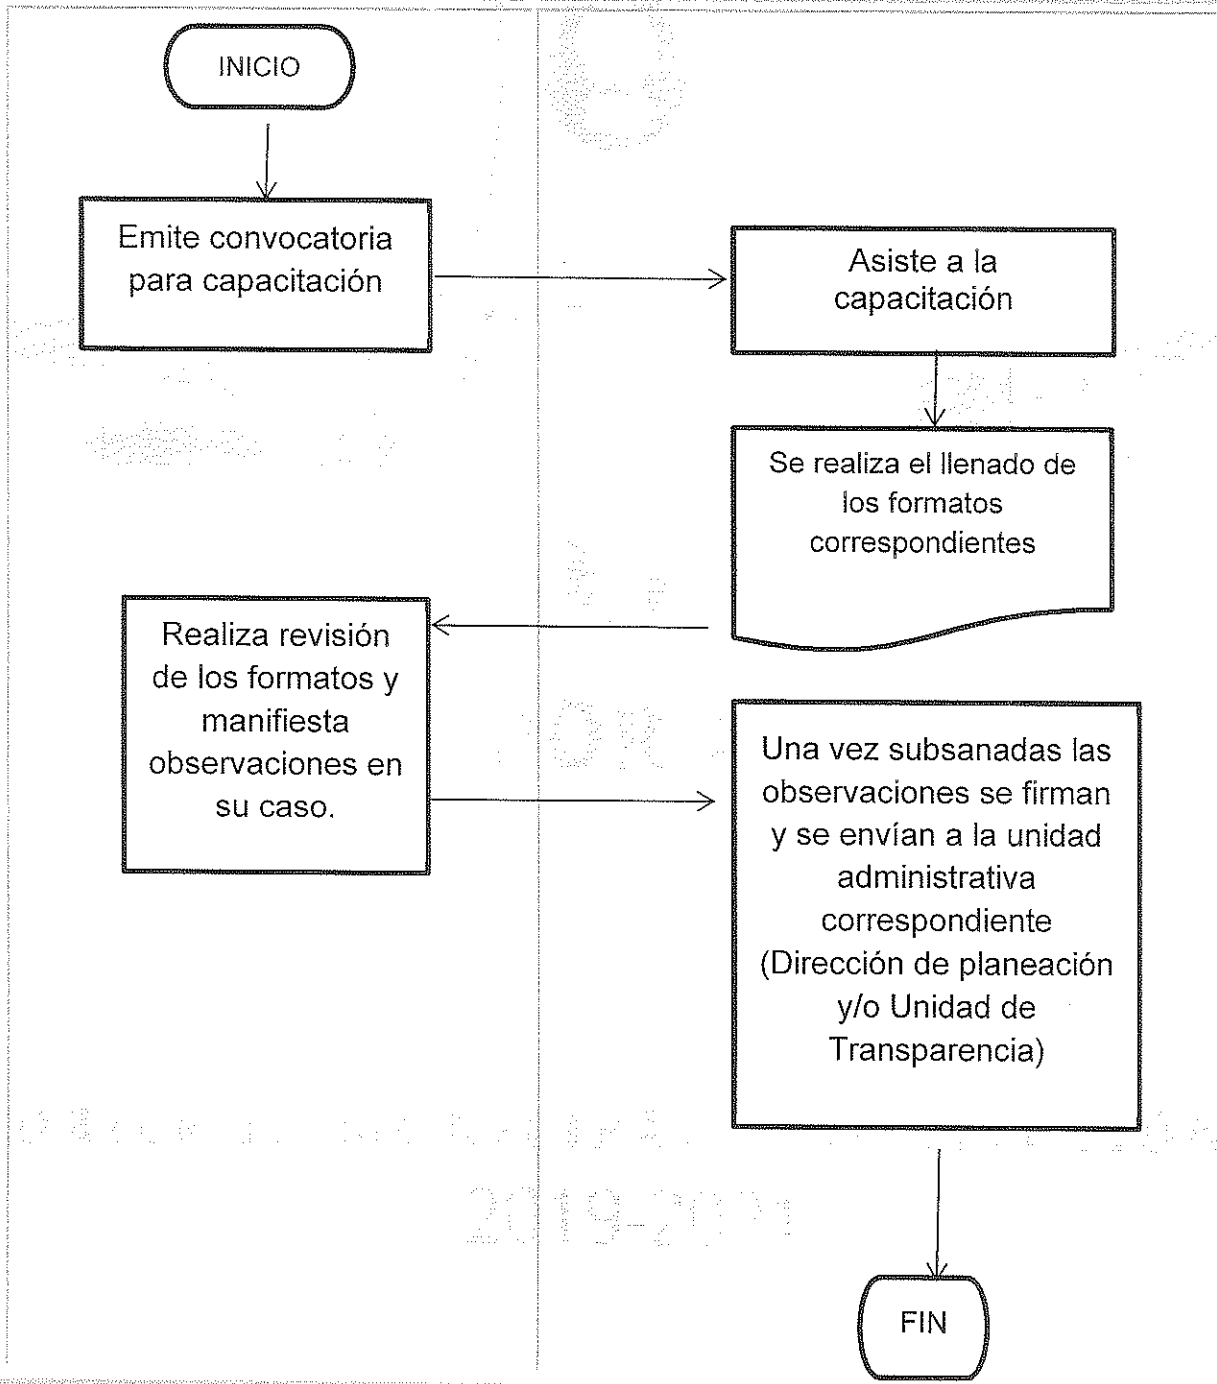 INICIO
Emite convocatoria
para capacitación
Asiste a la
capacitación
Se realiza el llenado de
los formatos
correspondientes
Realiza revisión
de los formatos y
manifiesta
observaciones en
su caso.
Una vez subsanadas las
observaciones se firman
y se envían a la unidad
administrativa
correspondiente
(Dirección de planeación
y/o Unidad de
Transparencia)
2019-2021
FIN